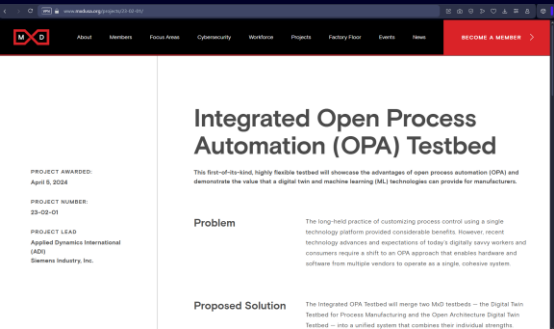 www.mxdusa.org/projects/23-02-01/
M D
About
Members
Focus Areas
Cybersecurity
Workforce
Projects
Factory Floor
Events
News
BECOME A MEMBER
Integrated Open Process
Automation (OPA) Testbed
This first-of-its-kind, highly flexible testbed will showcase the advantages of open process automation (OPA) and
demonstrate the value that a digital twin and machine learning (ML) technologies can provide for manufacturers.
PROJECT AWARDED:
April 5, 2024
PROJECT NUMBER:
23-02-01
PROJECT LEAD
Applied Dynamics International
(ADI)
Siemens Industry, Inc.
Problem
The long-held practice of customizing process control using a single
technology platform provided considerable benefits. However, recent
technology advances and expectations of today's digitally savvy workers and
consumers require a shift to an OPA approach that enables hardware and
software from multiple vendors to operate as a single, cohesive system.
Proposed Solution
The Integrated OPA Testbed will merge two MxD testbeds — the Digital Twin
Testbed for Process Manufacturing and the Open Architecture Digital Twin
Testbed — into a unified system that combines their individual strengths.